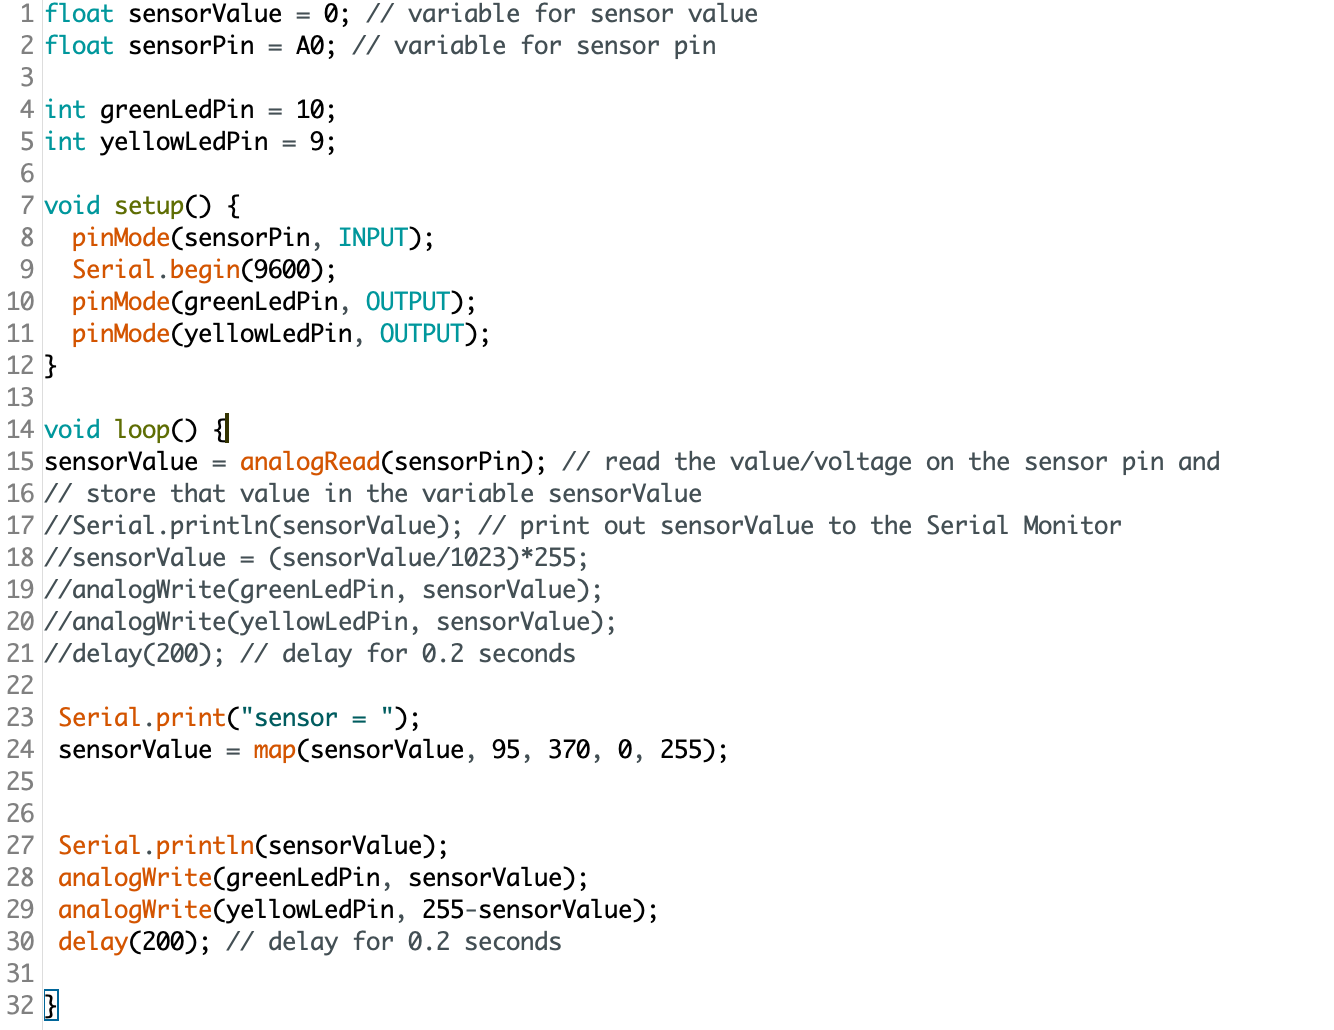 1 float sensorValue = 0; // variable for sensor value
2 float sensorPin = A0; // variable for sensor pin
3
4 int greenLedPin = 10;
5 int yellowLedPin = 9;
6
7 void setup() {
8   pinMode(sensorPin, INPUT);
9   Serial.begin(9600);
10   pinMode(greenLedPin, OUTPUT);
11   pinMode(yellowLedPin, OUTPUT);
12 }
13
14 void loop() {
15 sensorValue = analogRead(sensorPin); // read the value/voltage on the sensor pin and
16 // store that value in the variable sensorValue
17 //Serial.println(sensorValue); // print out sensorValue to the Serial Monitor
18 //sensorValue = (sensorValue/1023)*255;
19 //analogWrite(greenLedPin, sensorValue);
20 //analogWrite(yellowLedPin, sensorValue);
21 //delay(200); // delay for 0.2 seconds
22
23  Serial.print("sensor = ");
24  sensorValue = map(sensorValue, 95, 370, 0, 255);
25
26
27  Serial.println(sensorValue);
28  analogWrite(greenLedPin, sensorValue);
29  analogWrite(yellowLedPin, 255-sensorValue);
30  delay(200); // delay for 0.2 seconds
31
32 }